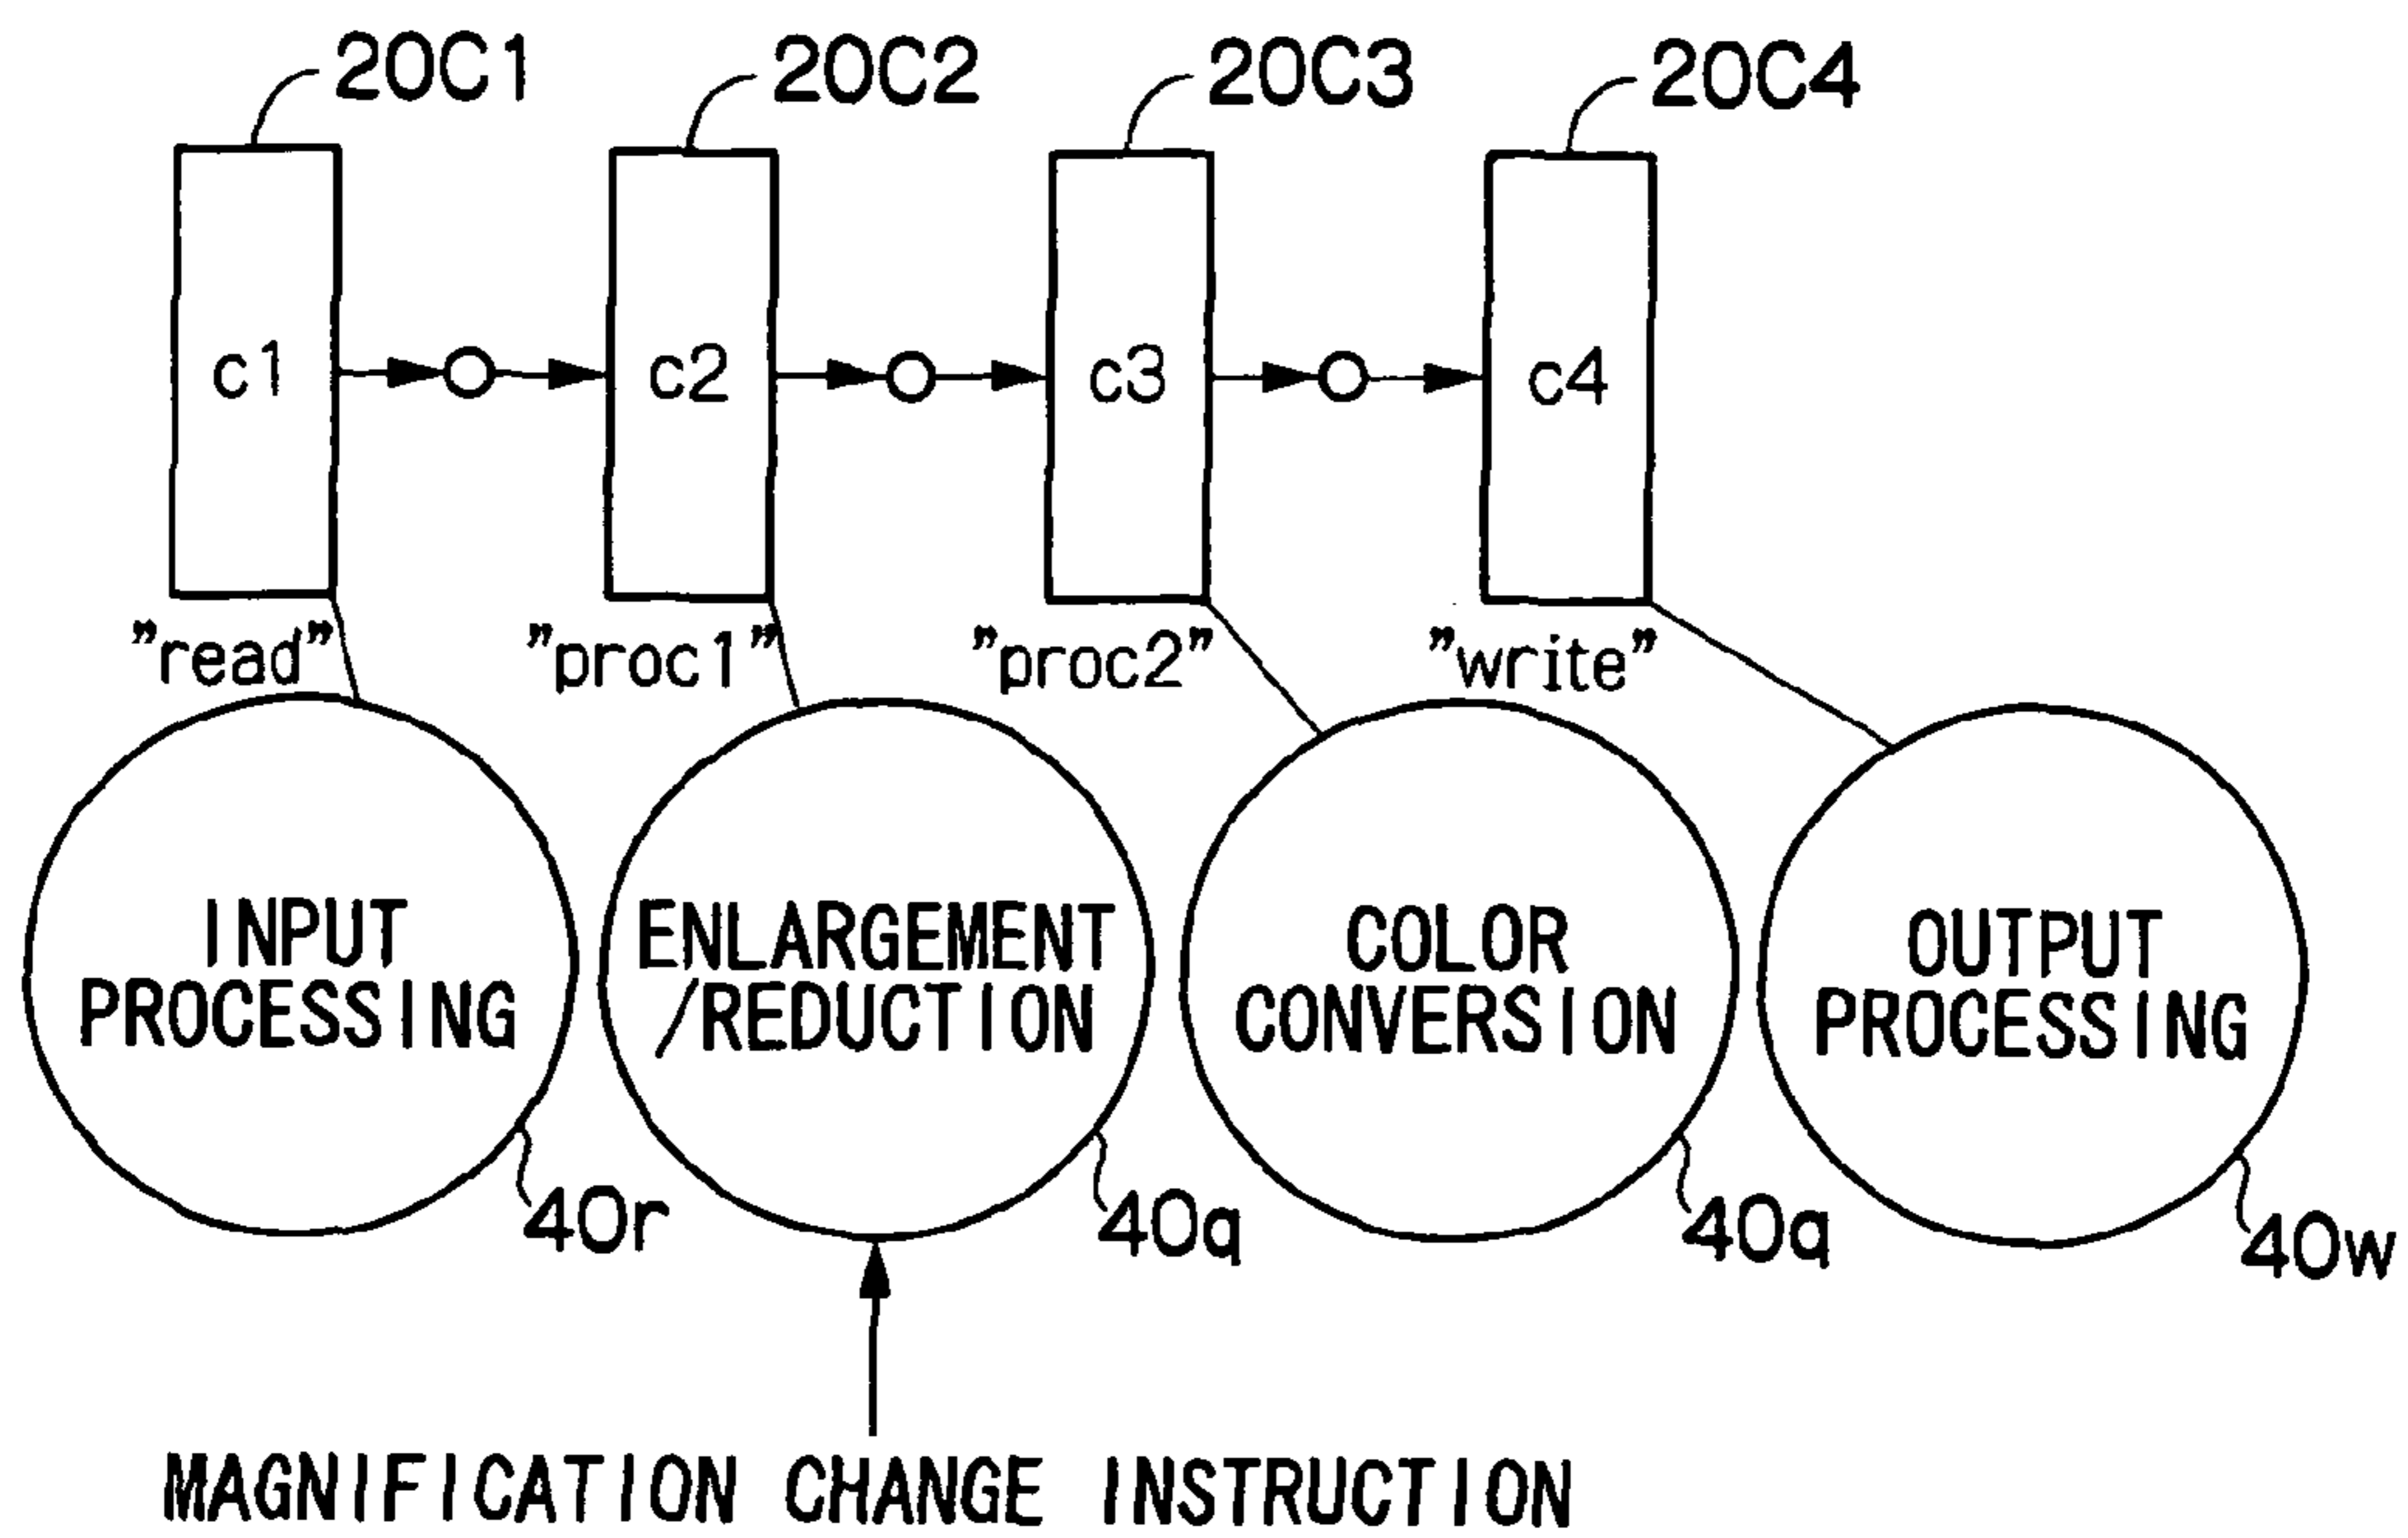 20C1 20C2 20C3 20C4
c1 c2 c3 c4
"read" "proc1" "proc2" "write"
INPUT
PROCESSING
ENLARGEMENT
/REDUCTION
COLOR
CONVERSION
OUTPUT
PROCESSING
40r 40q 40q 40w
MAGNIFICATION CHANGE INSTRUCTION